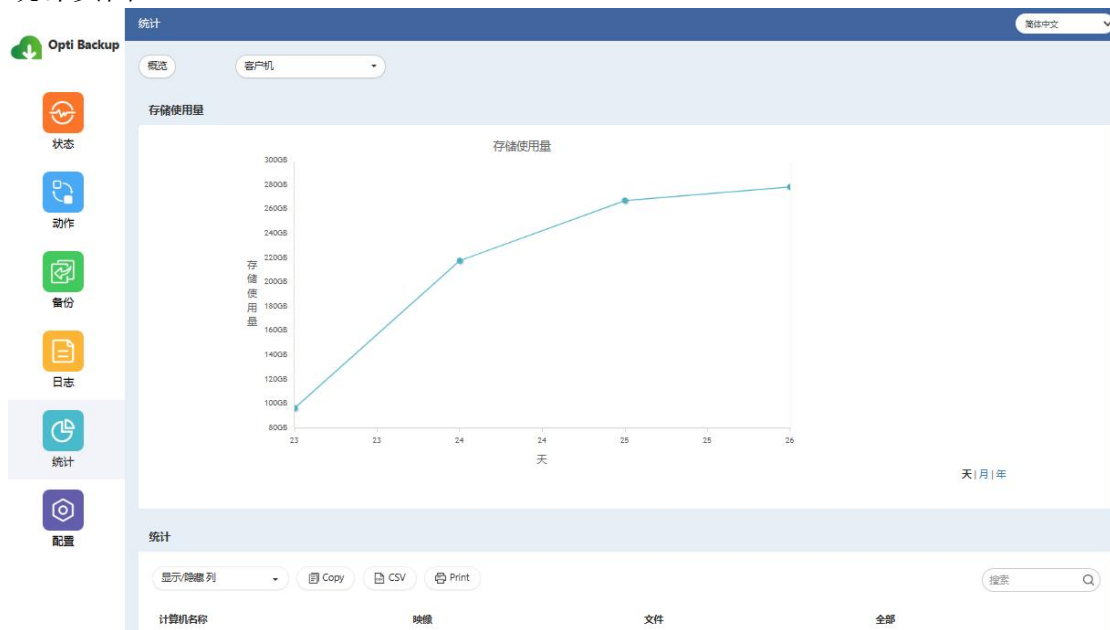 统计
简体中文
Opti Backup
概览
客户机
存储使用量
状态
动作
备份
日志
统计
配置
存储使用量
300GB
280GB
260GB
240GB
220GB
200GB
180GB
160GB
140GB
120GB
100GB
80GB
存储使用量
23 23 24 24 25 25 26
天
天|月|年
统计
显示/隐藏 列
Copy
CSV
Print
搜索
计算机名称 映像 文件 全部